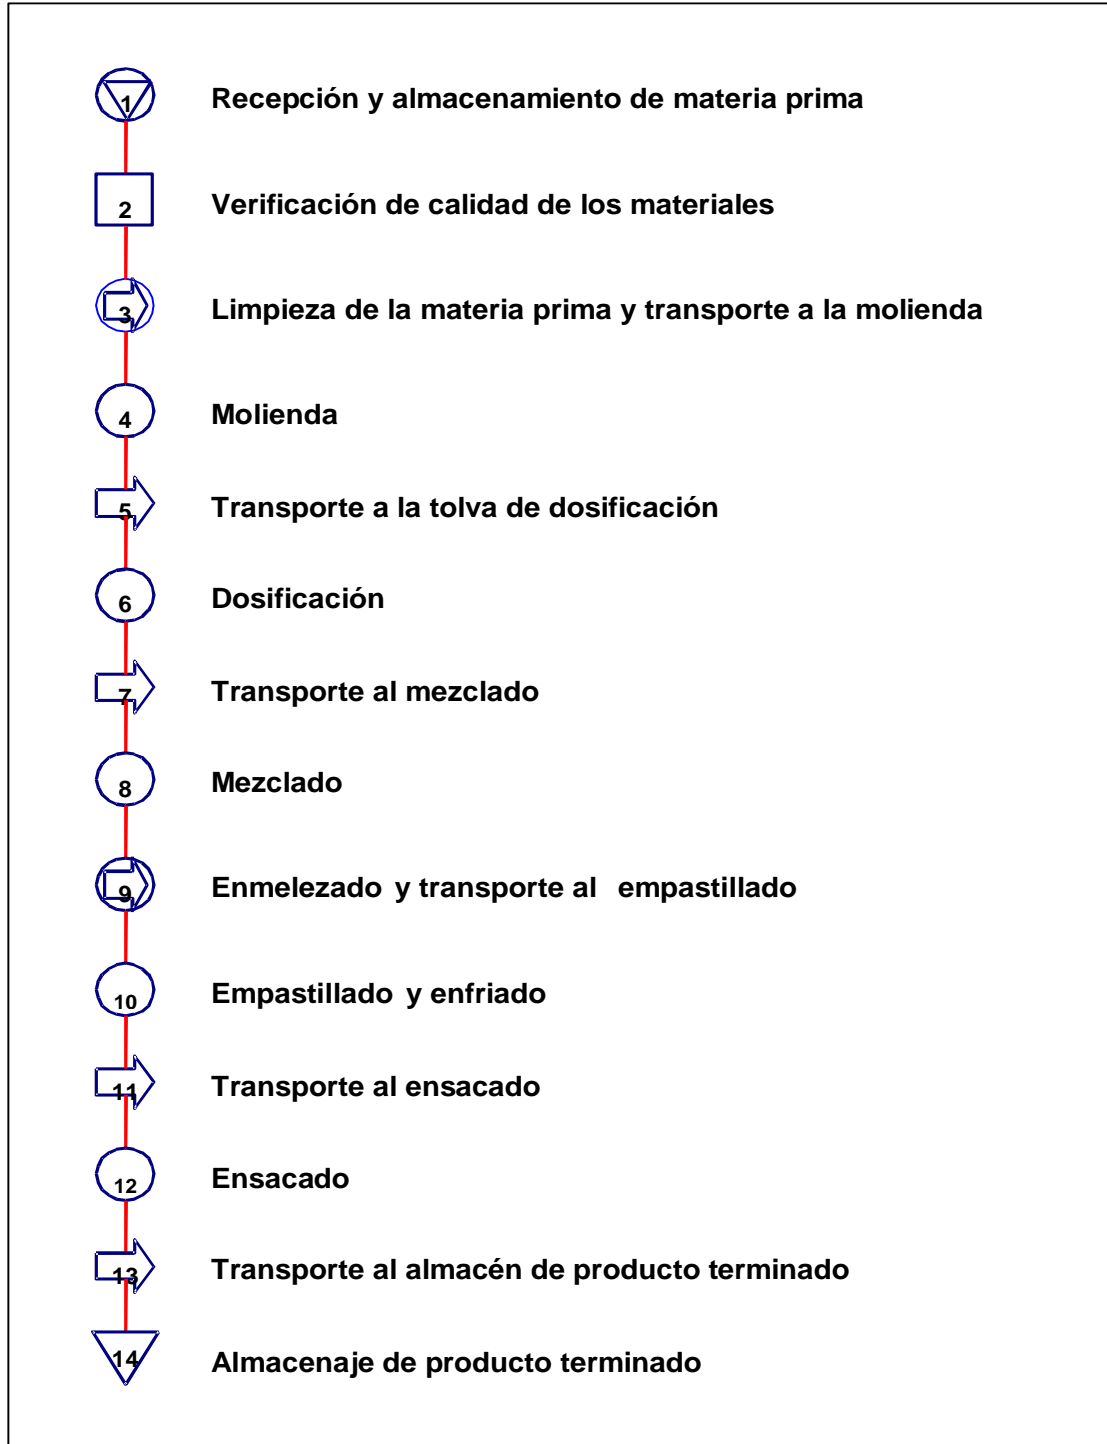 1 Recepción y almacenamiento de materia prima
2 Verificación de calidad de los materiales
3 Limpieza de la materia prima y transporte a la molienda
4 Molienda
5 Transporte a la tolva de dosificación
6 Dosificación
7 Transporte al mezclado
8 Mezclado
9 Enmelezado y transporte al empastillado
10 Empastillado y enfriado
11 Transporte al ensacado
12 Ensacado
13 Transporte al almacén de producto terminado
14 Almacenaje de producto terminado